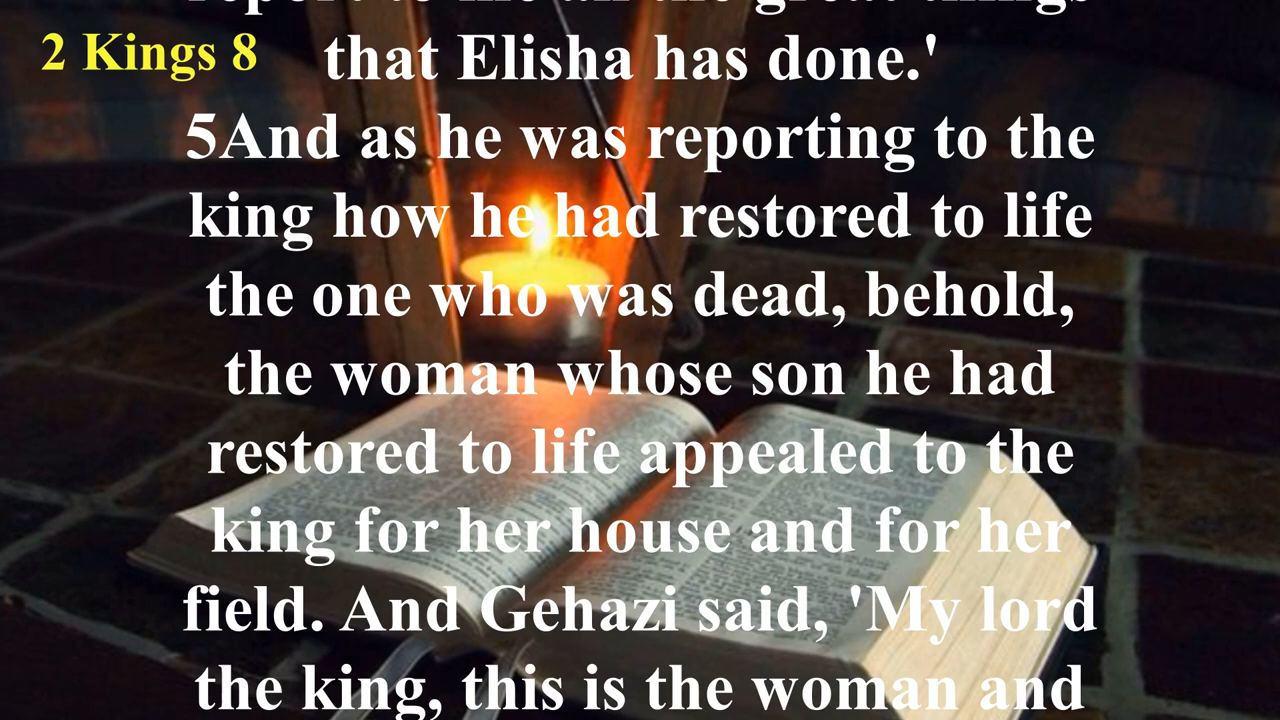 2 Kings 8
that Elisha has done.'
5And as he was reporting to the
king how he had restored to life
the one who was dead, behold,
the woman whose son he had
restored to life appealed to the
king for her house and for her
field. And Gehazi said, 'My lord
the king, this is the woman and